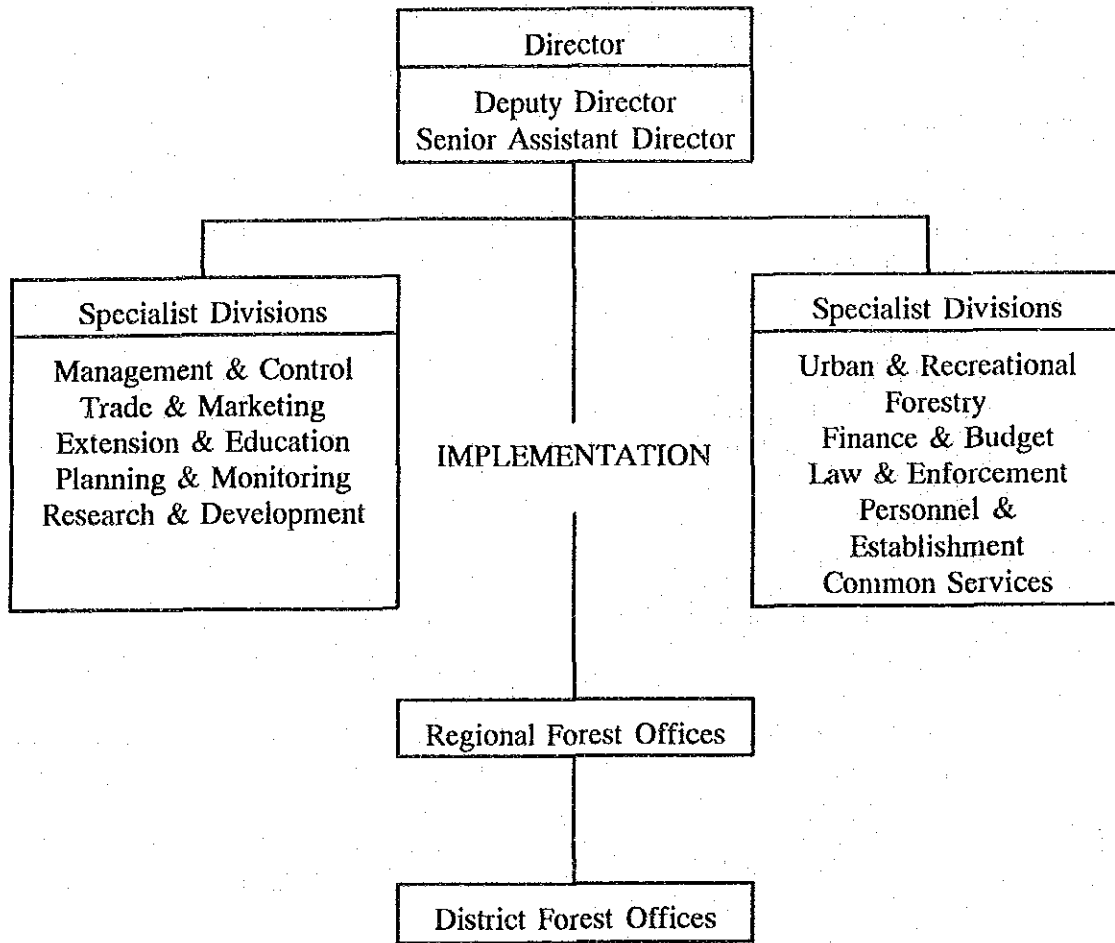 Director
Deputy Director
Senior Assistant Director
Specialist Divisions
Management & Control
Trade & Marketing
Extension & Education
Planning & Monitoring
Research & Development
Specialist Divisions
Urban & Recreational
Forestry
Finance & Budget
Law & Enforcement
Personnel &
Establishment
Common Services
IMPLEMENTATION
Regional Forest Offices
District Forest Offices